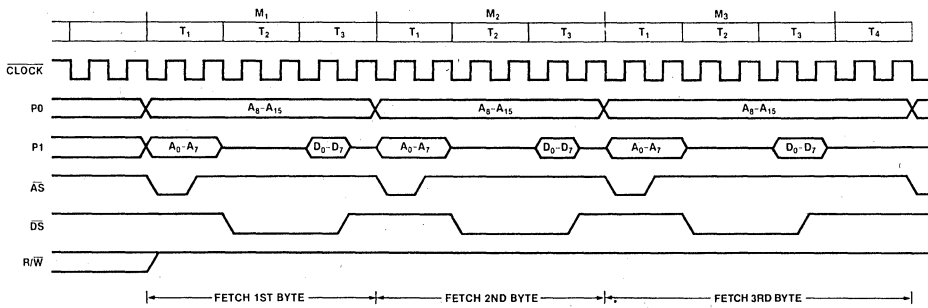 M₁ M₂ M₃
T₁ T₂ T₃ T₁ T₂ T₃ T₁ T₂ T₃ T₄
CLOCK
P0 A₈–A₁₅ A₈–A₁₅ A₈–A₁₅
P1 A₀–A₇ D₀–D₇ A₀–A₇ D₀–D₇ A₀–A₇ D₀–D₇
AS
DS
R/W
FETCH 1ST BYTE FETCH 2ND BYTE FETCH 3RD BYTE